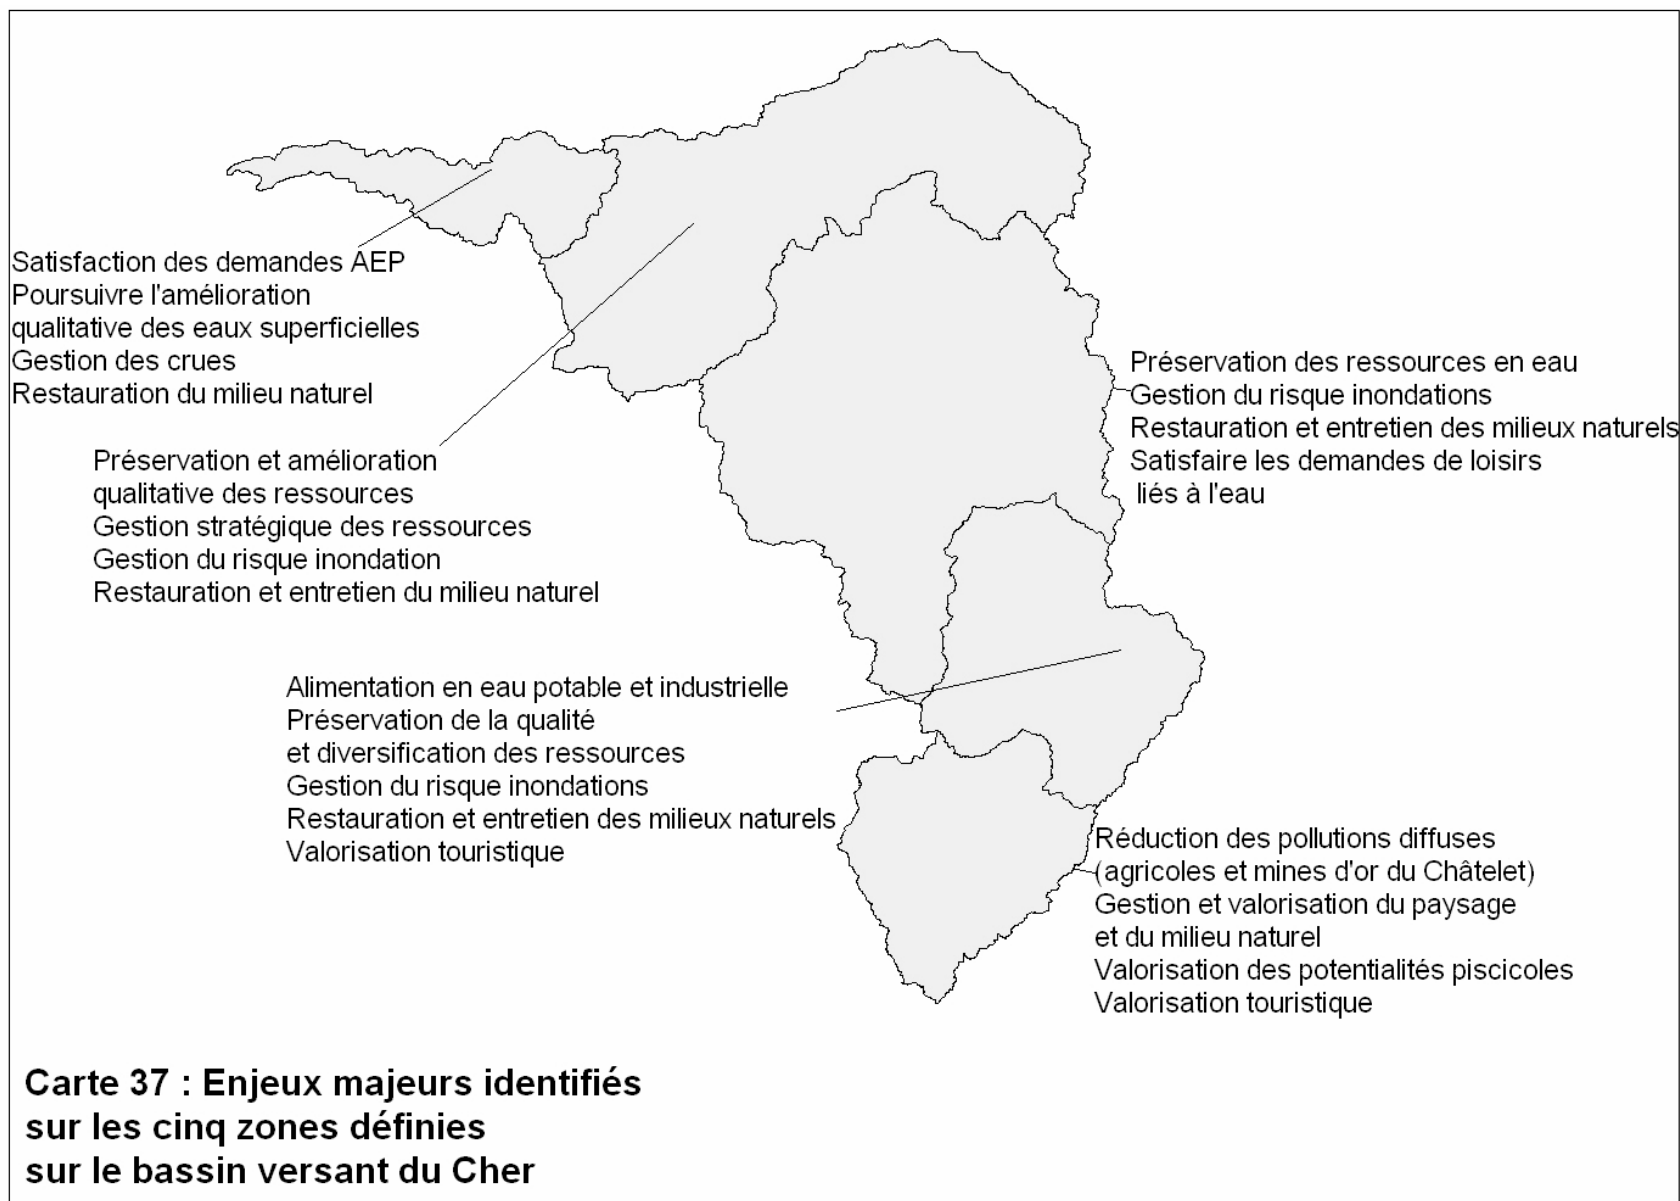 Satisfaction des demandes AEP
Poursuivre l'amélioration
qualitative des eaux superficielles
Gestion des crues
Restauration du milieu naturel
Préservation des ressources en eau
Gestion du risque inondations
Restauration et entretien des milieux naturels
Satisfaire les demandes de loisirs
liés à l'eau
Préservation et amélioration
qualitative des ressources
Gestion stratégique des ressources
Gestion du risque inondation
Restauration et entretien du milieu naturel
Alimentation en eau potable et industrielle
Préservation de la qualité
et diversification des ressources
Gestion du risque inondations
Restauration et entretien des milieux naturels
Valorisation touristique
Réduction des pollutions diffuses
(agricoles et mines d'or du Châtelet)
Gestion et valorisation du paysage
et du milieu naturel
Valorisation des potentialités piscicoles
Valorisation touristique
Carte 37 : Enjeux majeurs identifiés
sur les cinq zones définies
sur le bassin versant du Cher